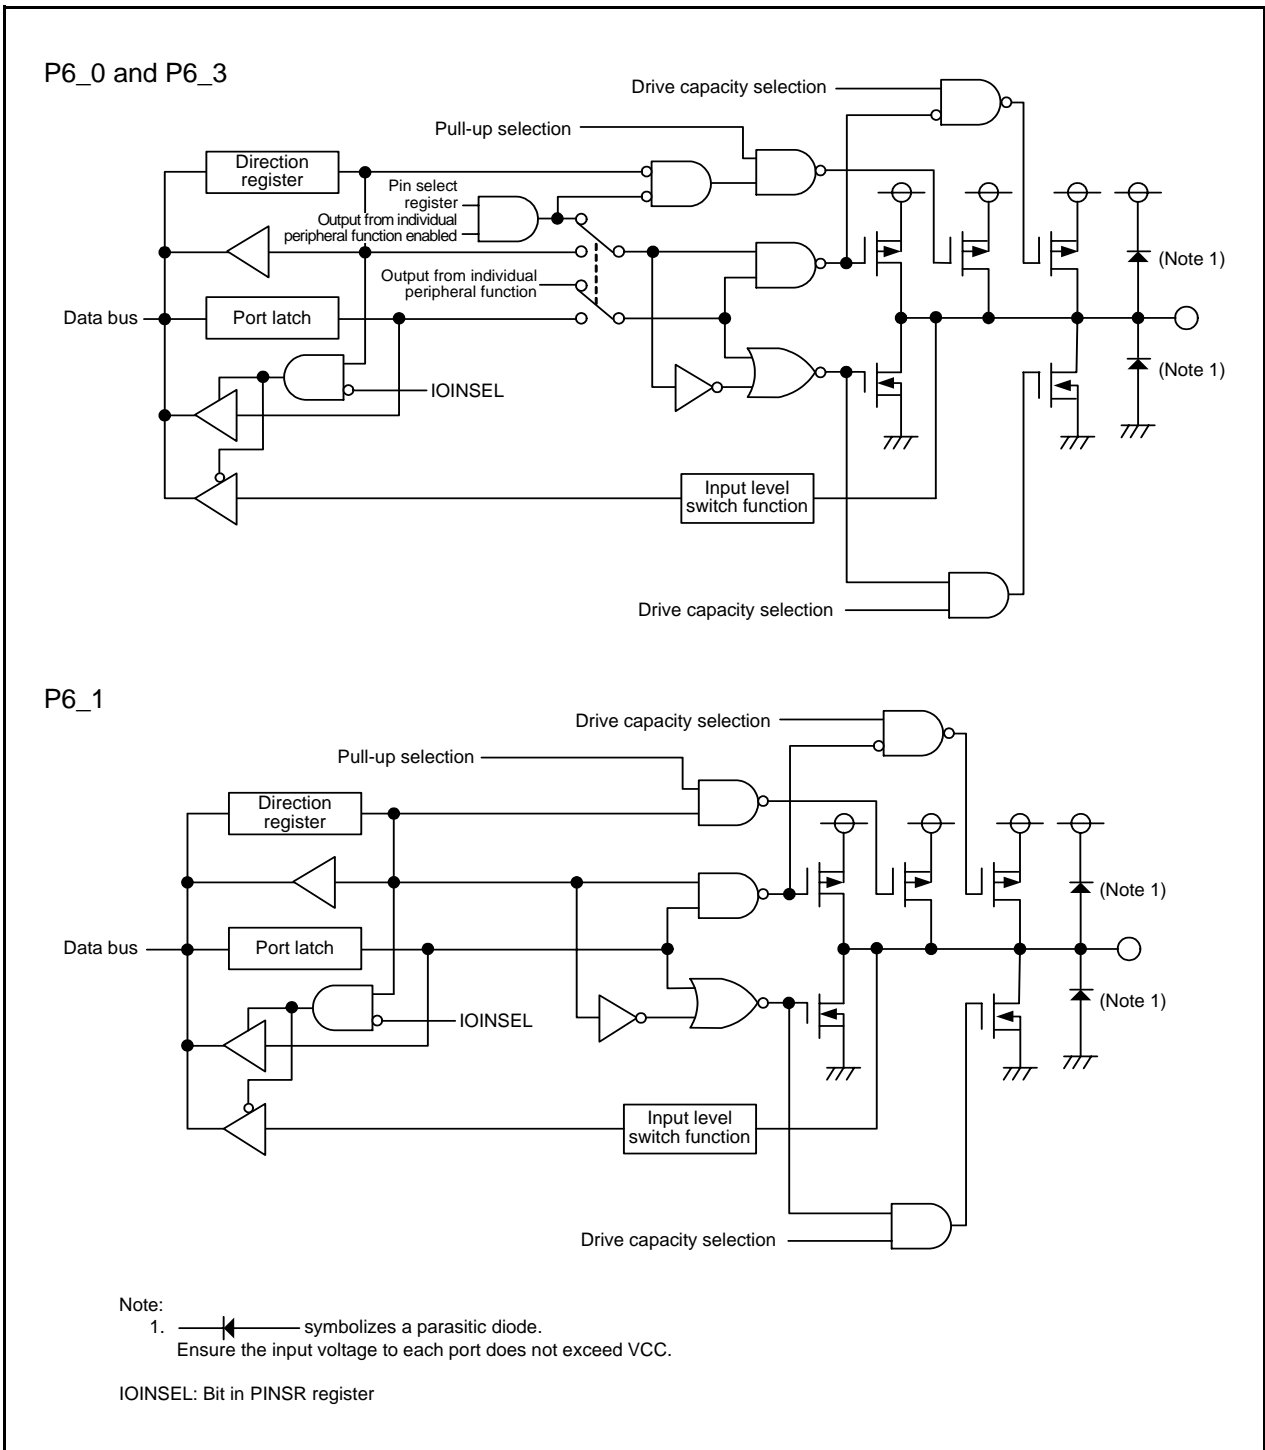 P6_0 and P6_3
Drive capacity selection
Pull-up selection
Direction
register
Pin select
register
Output from individual
peripheral function enabled
(Note 1)
Output from individual
peripheral function
Data bus
Port latch
(Note 1)
IOINSEL
Input level
switch function
Drive capacity selection
P6_1
Drive capacity selection
Pull-up selection
Direction
register
(Note 1)
Data bus
Port latch
(Note 1)
IOINSEL
Input level
switch function
Drive capacity selection
Note:
1. symbolizes a parasitic diode.
Ensure the input voltage to each port does not exceed VCC.
IOINSEL: Bit in PINSR register